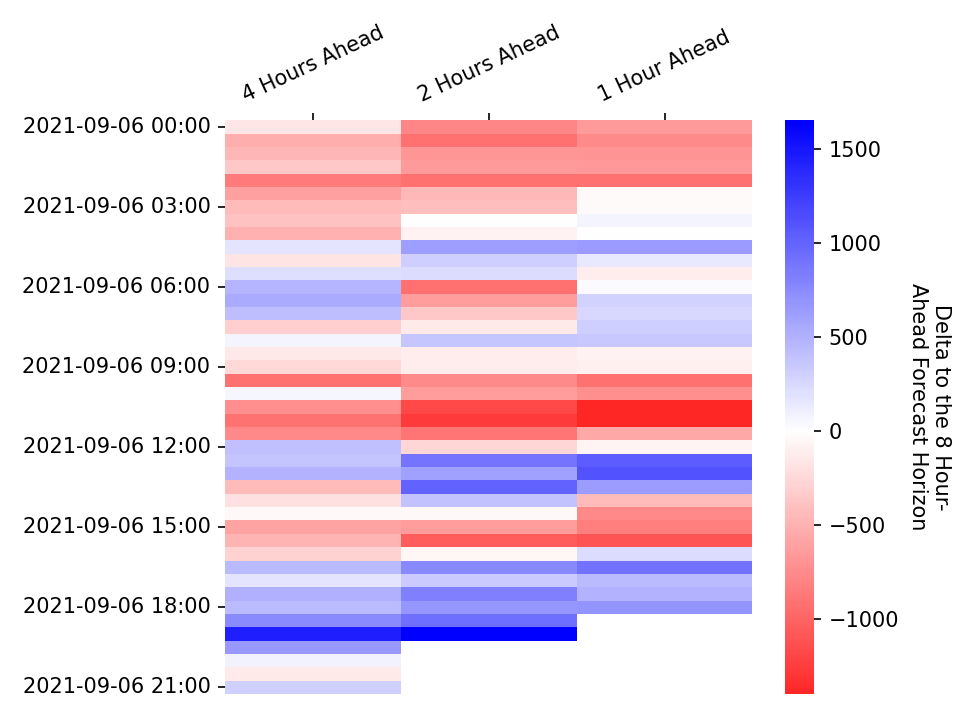 4 Hours Ahead
2 Hours Ahead
1 Hour Ahead
2021-09-06 00:00
2021-09-06 03:00
2021-09-06 06:00
2021-09-06 09:00
2021-09-06 12:00
2021-09-06 15:00
2021-09-06 18:00
2021-09-06 21:00
1500
1000
500
0
−500
−1000
Delta to the 8 Hour-
Ahead Forecast Horizon